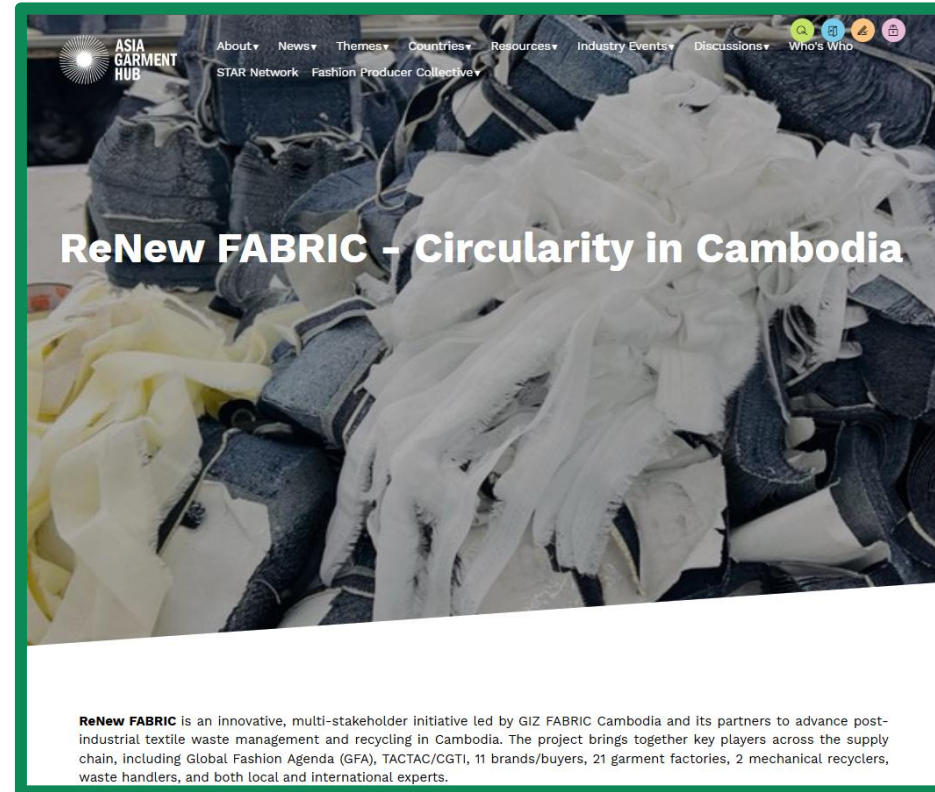 ASIA
GARMENT
HUB
About▾ News▾ Themes▾ Countries▾ Resources▾ Industry Events▾ Discussions▾ Who's Who
STAR Network Fashion Producer Collective▾
ReNew FABRIC - Circularity in Cambodia
ReNew FABRIC is an innovative, multi-stakeholder initiative led by GIZ FABRIC Cambodia and its partners to advance post-
industrial textile waste management and recycling in Cambodia. The project brings together key players across the supply
chain, including Global Fashion Agenda (GFA), TACTAC/CGTI, 11 brands/buyers, 21 garment factories, 2 mechanical recyclers,
waste handlers, and both local and international experts.